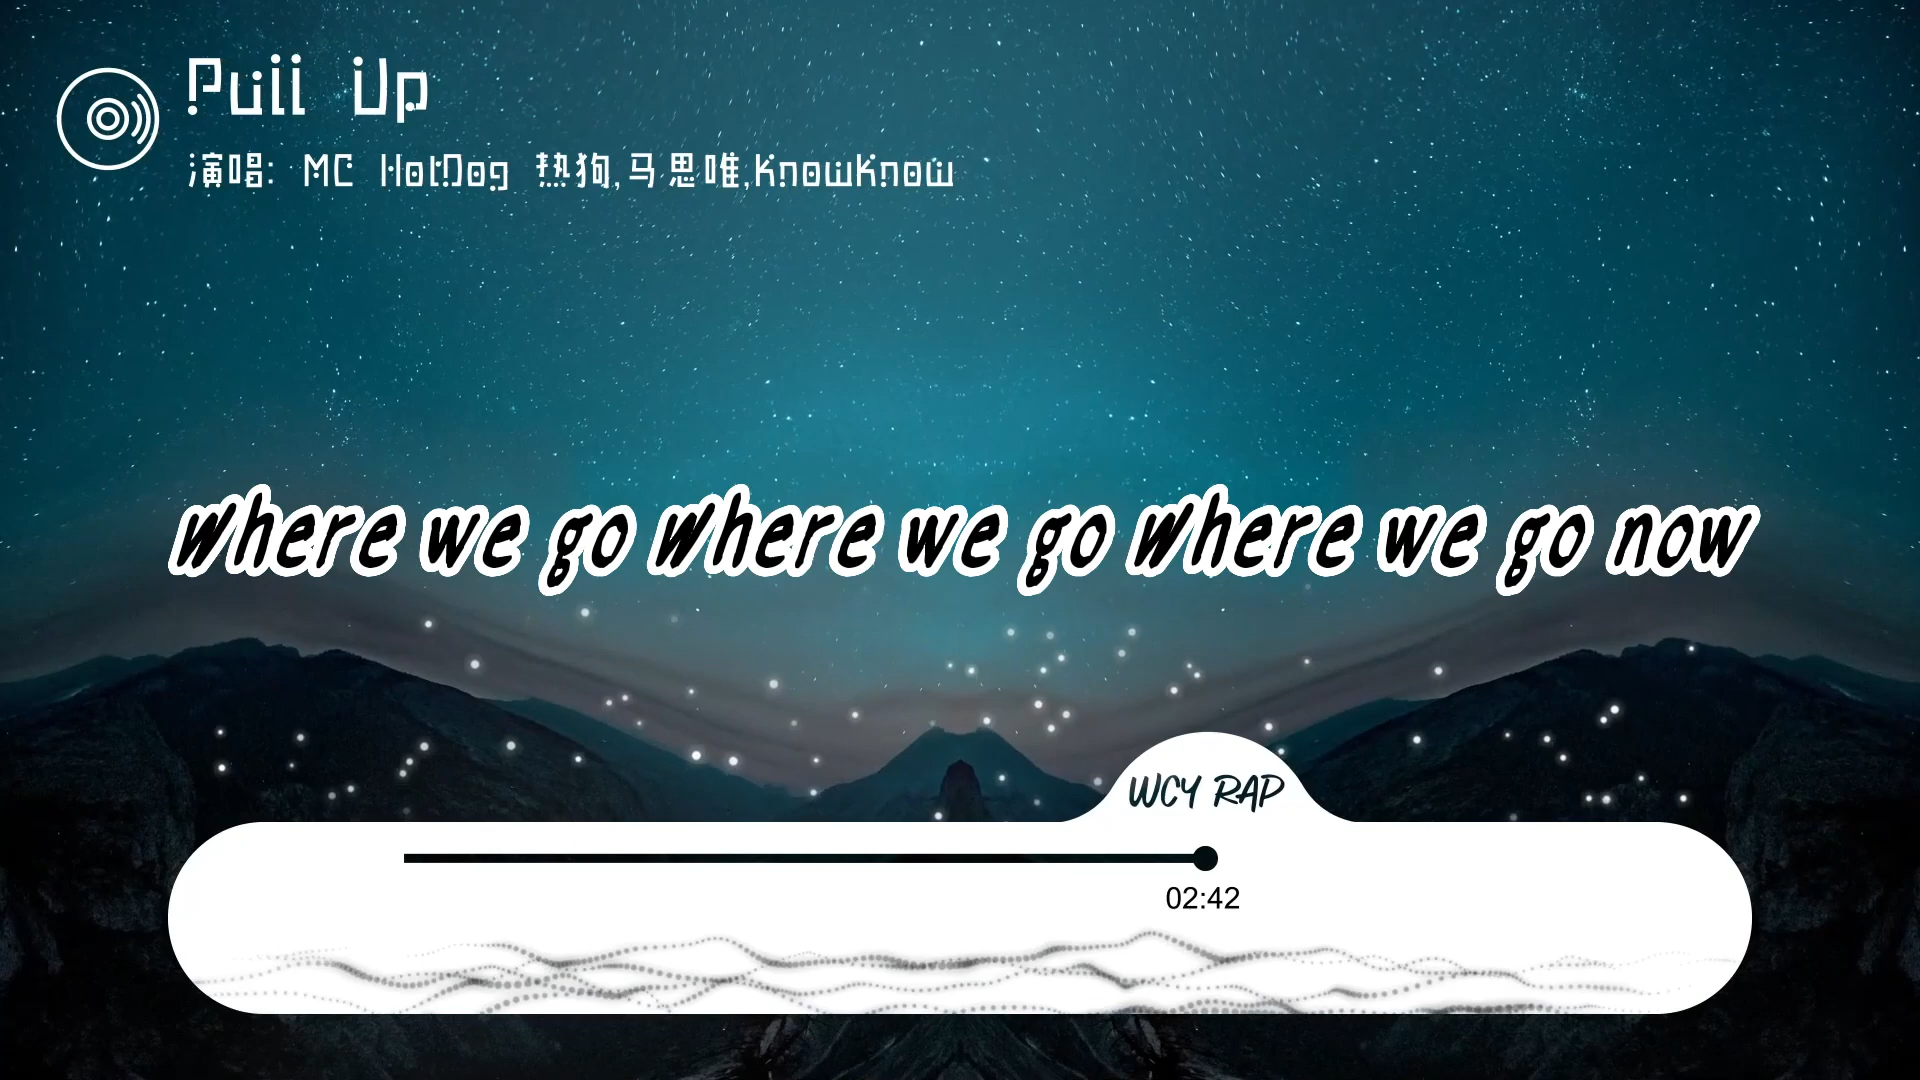 Pull Up
演唱: MC HotDog 热狗,马思唯,KnowKnow
Where we go Where we go Where we go now
WCY RAP
02:42